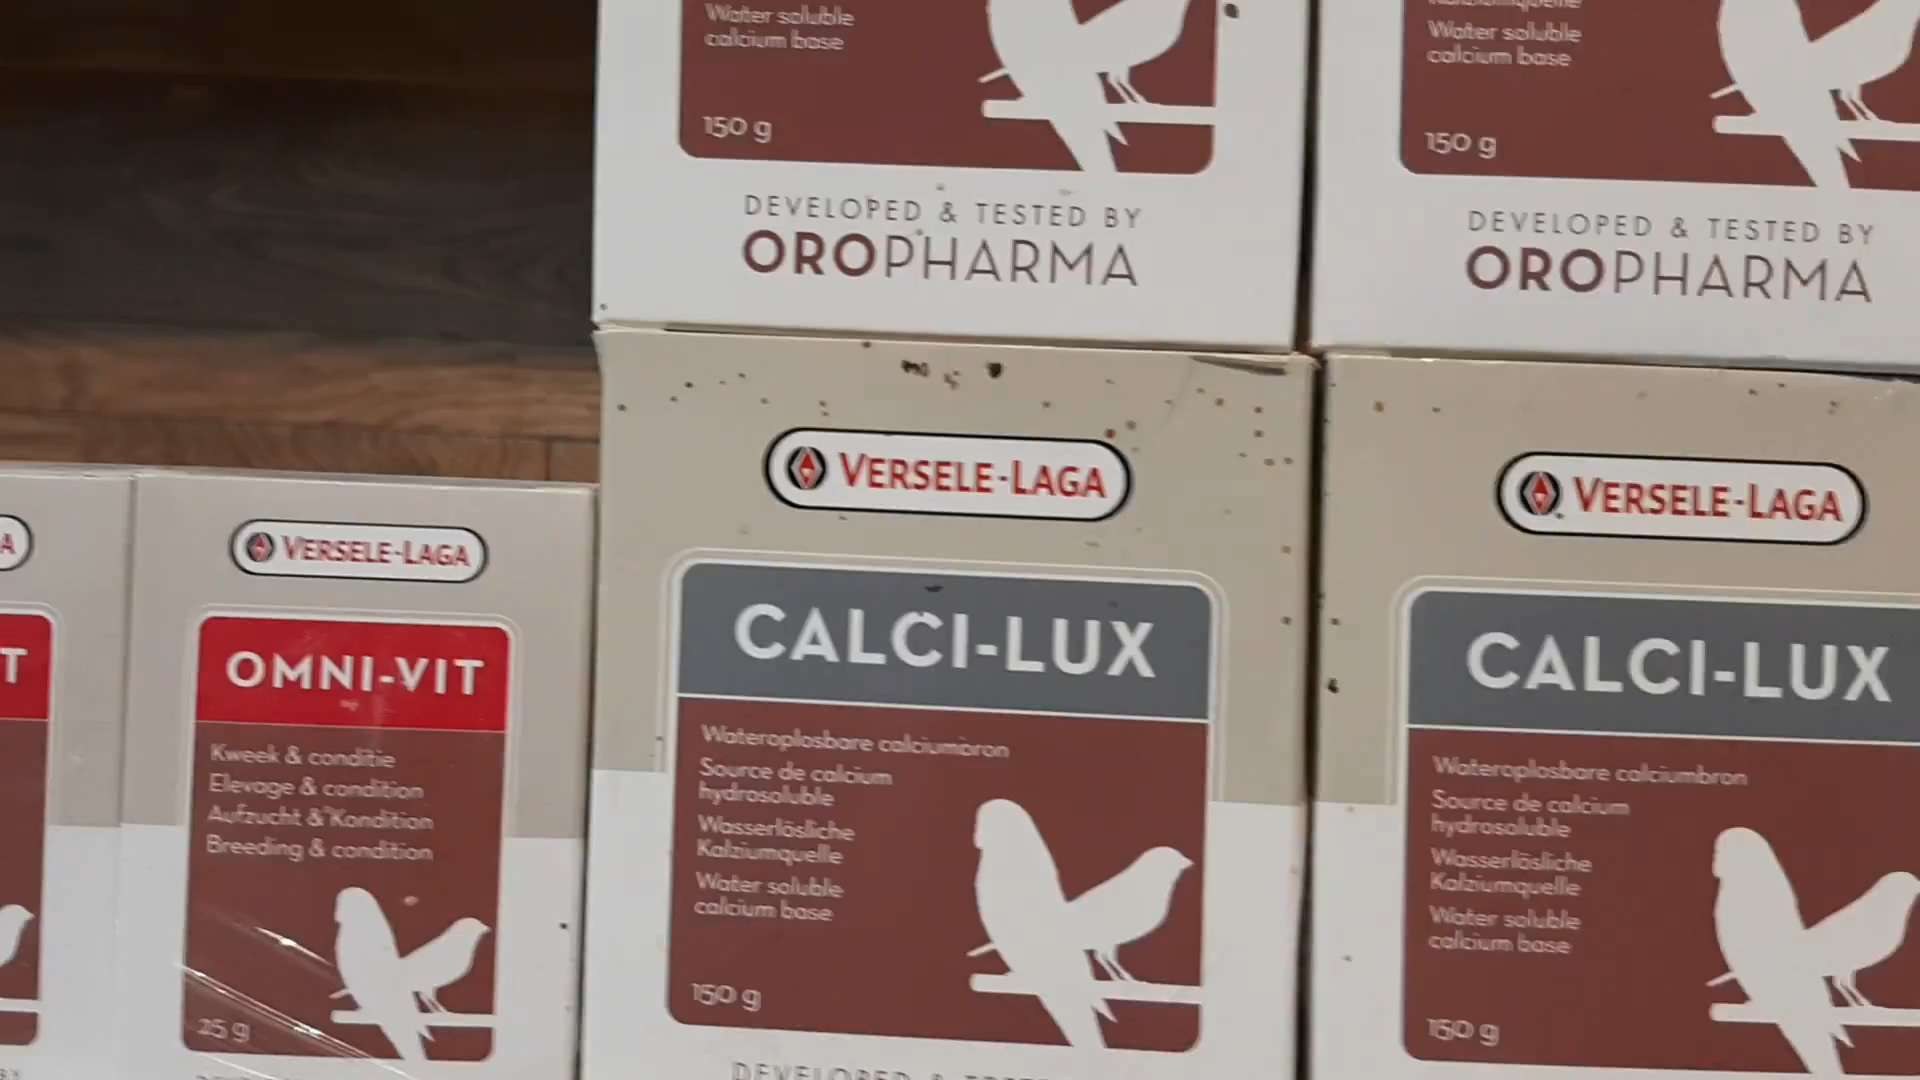 Water soluble
calcium base
150 g
DEVELOPED & TESTED BY
OROPHARMA
Water soluble
calcium base
150 g
DEVELOPED & TESTED BY
OROPHARMA
A
T
VERSELE-LAGA
OMNI-VIT
Kweek & conditie
Elevage & condition
Aufzucht & Kondition
Breeding & condition
25 g
VERSELE-LAGA
CALCI-LUX
Wateroplosbare calciumbron
Source de calcium
hydrosoluble
Wasserlösliche
Kalziumquelle
Water soluble
calcium base
150 g
DEVELOPED & TESTED
VERSELE-LAGA
CALCI-LUX
Wateroplosbare calciumbron
Source de calcium
hydrosoluble
Wasserlösliche
Kalziumquelle
Water soluble
calcium base
150 g